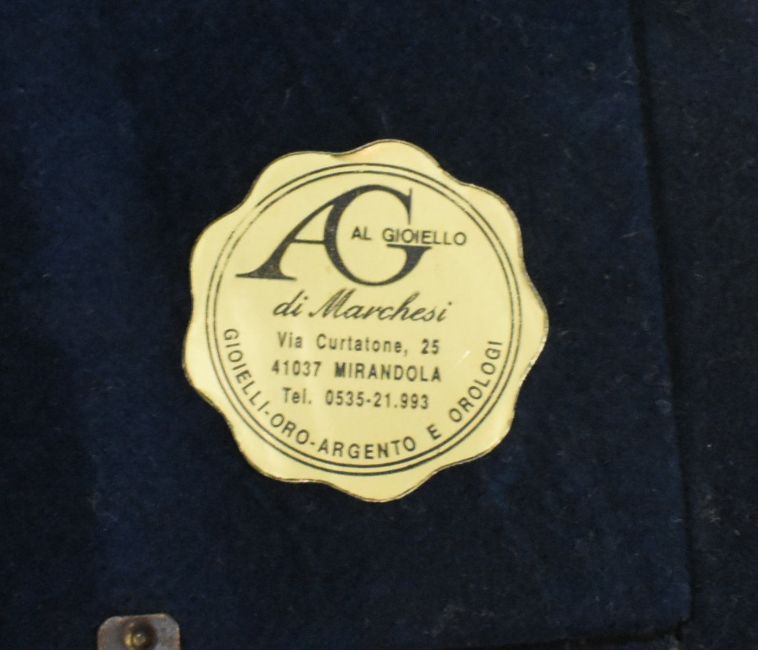 AG
AL GIOIELLO
di Marchesi
Via Curtatone, 25
41037 MIRANDOLA
Tel. 0535-21.993
GIOIELLI-ORO-ARGENTO E OROLOGI